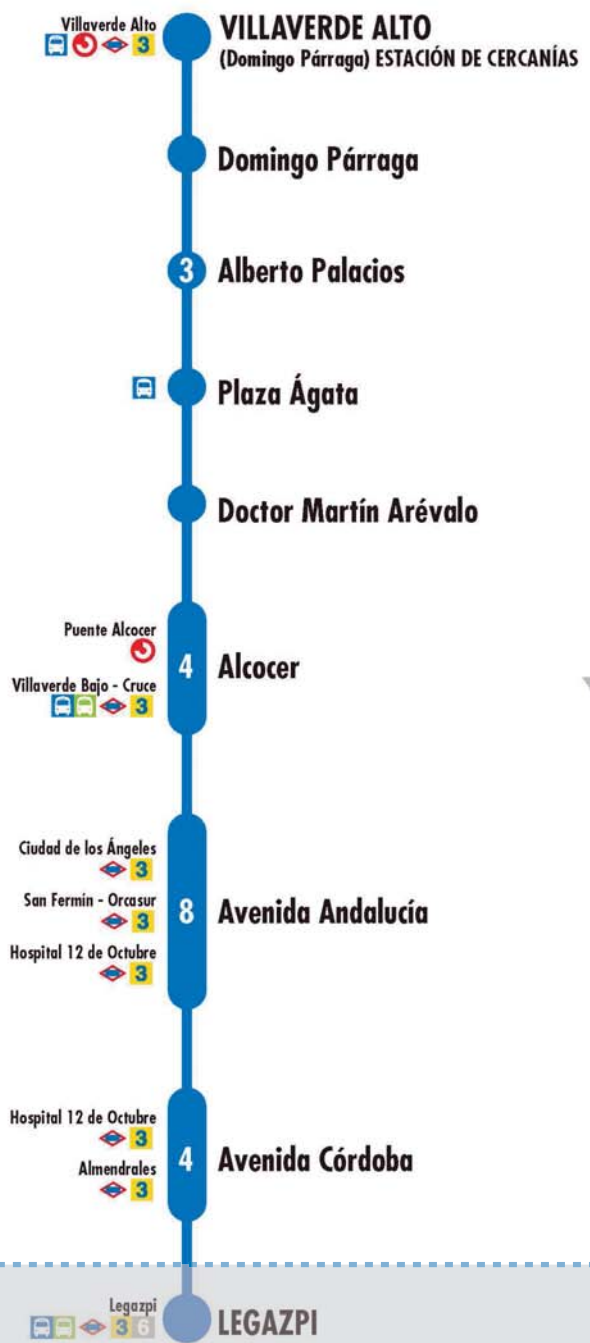 Villaverde Alto
3
VILLAVERDE ALTO
(Domingo Párraga) ESTACIÓN DE CERCANÍAS
Domingo Párraga
3
Alberto Palacios
Plaza Ágata
Doctor Martín Arévalo
Puente Alcocer
Villaverde Bajo - Cruce
3
4
Alcocer
Ciudad de los Ángeles
3
San Fermín - Orcasur
3
Hospital 12 de Octubre
3
8
Avenida Andalucía
Hospital 12 de Octubre
3
Almendrales
3
4
Avenida Córdoba
Legazpi
3 6
LEGAZPI